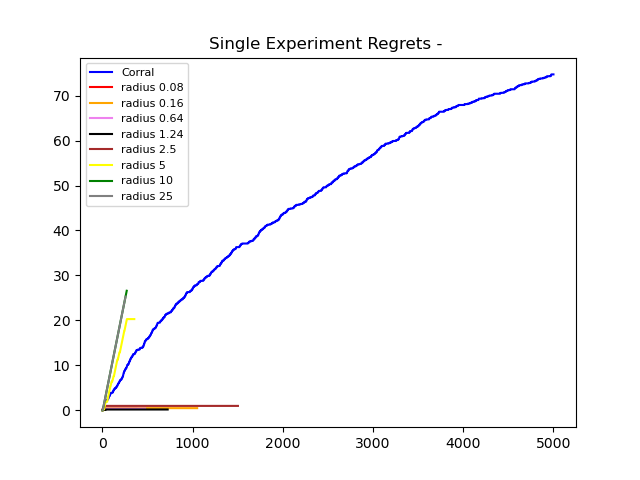 Single Experiment Regrets -
Corral
radius 0.08
radius 0.16
radius 0.64
radius 1.24
radius 2.5
radius 5
radius 10
radius 25
70
60
50
40
30
20
10
0
0 1000 2000 3000 4000 5000